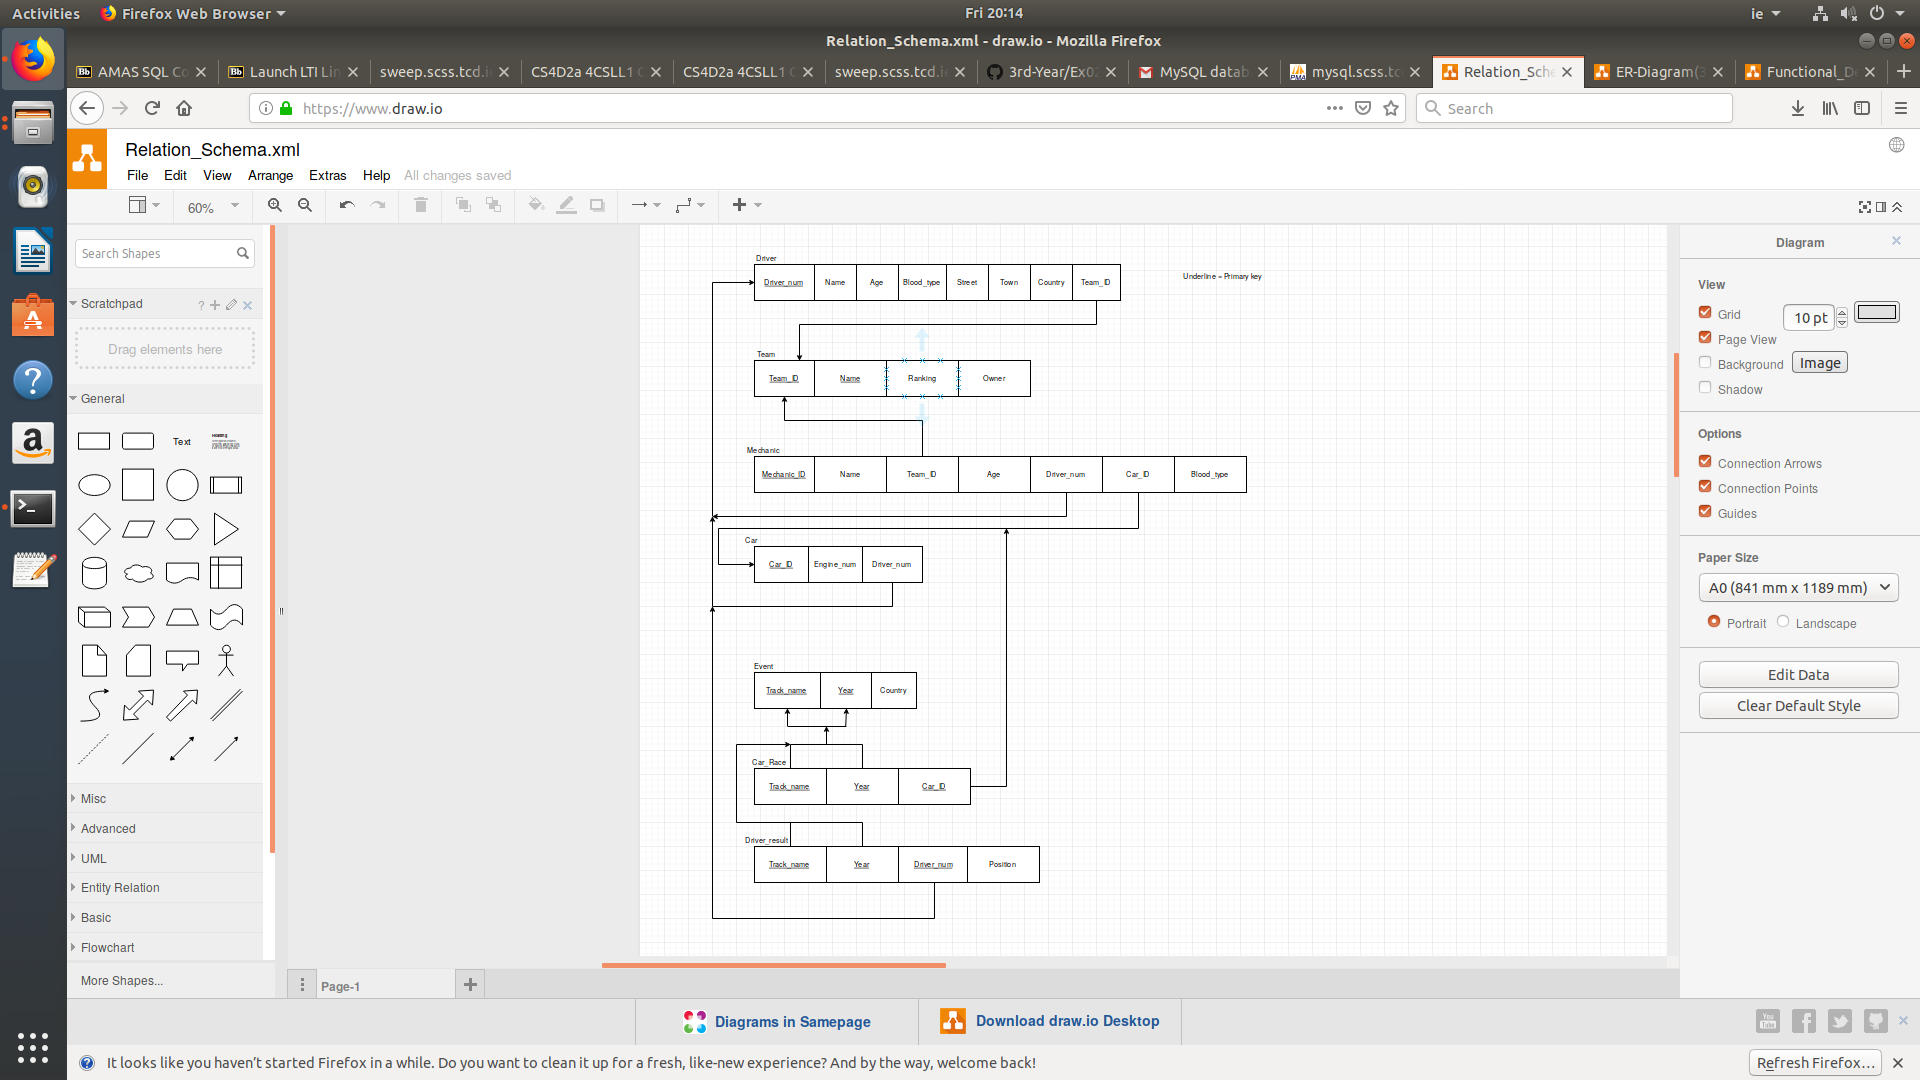 Activities
Firefox Web Browser
Fri 20:14
ie
Relation_Schema.xml - draw.io - Mozilla Firefox
AMAS SQL Co
Launch LTI Lin
sweep.scss.tcd.i
CS4D2a 4CSLL1
CS4D2a 4CSLL1
sweep.scss.tcd.i
3rd-Year/Ex02
MySQL datab
mysql.scss.tc
Relation_Sche
ER-Diagram(3
Functional_De
https://www.draw.io
Search
Relation_Schema.xml
File
Edit
View
Arrange
Extras
Help
All changes saved
60%
Search Shapes
Scratchpad
Drag elements here
General
Text
Heading
Misc
Advanced
UML
Entity Relation
Basic
Flowchart
More Shapes...
Driver
Driver_num
Name
Age
Blood_type
Street
Town
Country
Team_ID
Underline = Primary key
Team
Team_ID
Name
Ranking
Owner
Mechanic
Mechanic_ID
Name
Team_ID
Age
Driver_num
Car_ID
Blood_type
Car
Car_ID
Engine_num
Driver_num
Event
Track_name
Year
Country
Car_Race
Track_name
Year
Car_ID
Driver_result
Track_name
Year
Driver_num
Position
Diagram
View
Grid
10 pt
Page View
Background
Image
Shadow
Options
Connection Arrows
Connection Points
Guides
Paper Size
A0 (841 mm x 1189 mm)
Portrait
Landscape
Edit Data
Clear Default Style
Page-1
Diagrams in Samepage
Download draw.io Desktop
It looks like you haven't started Firefox in a while. Do you want to clean it up for a fresh, like-new experience? And by the way, welcome back!
Refresh Firefox…